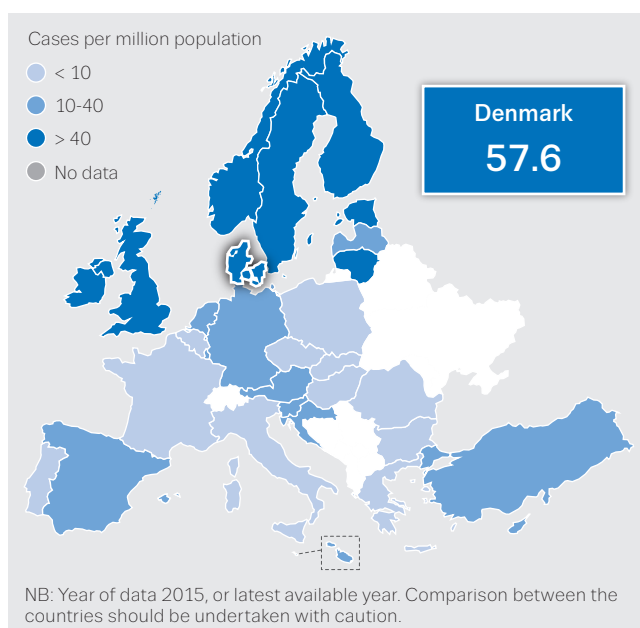 Cases per million population
< 10
10-40
> 40
No data
Denmark
57.6
NB: Year of data 2015, or latest available year. Comparison between the
countries should be undertaken with caution.